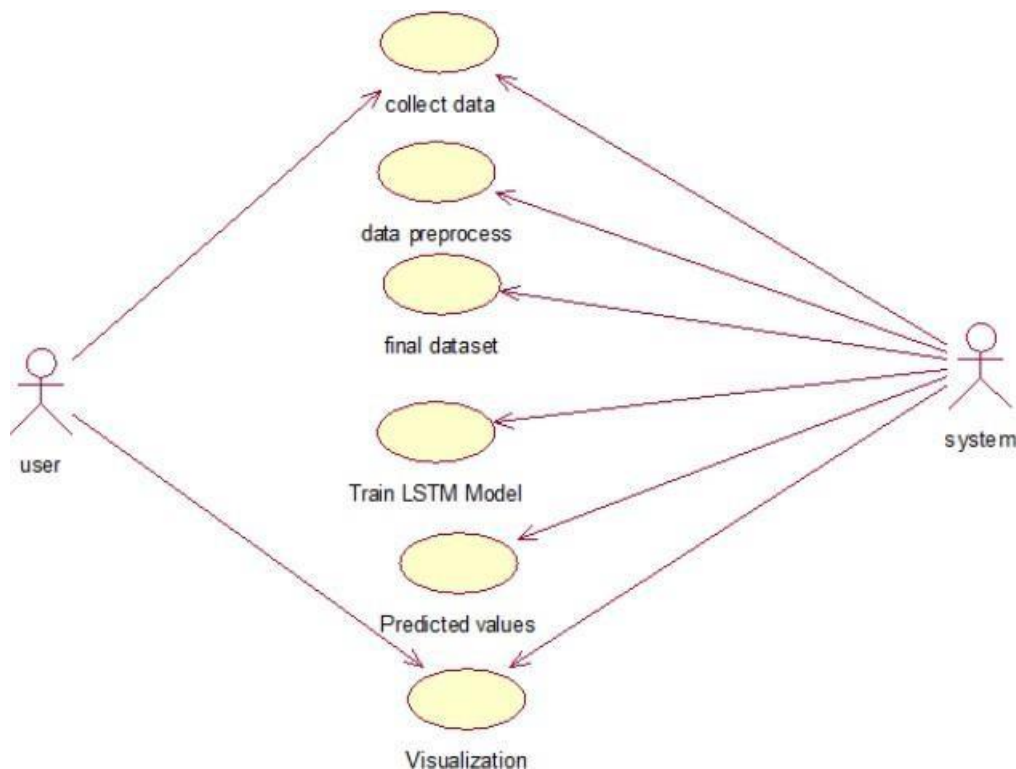 collect data
data preprocess
final dataset
user
system
Train LSTM Model
Predicted values
Visualization